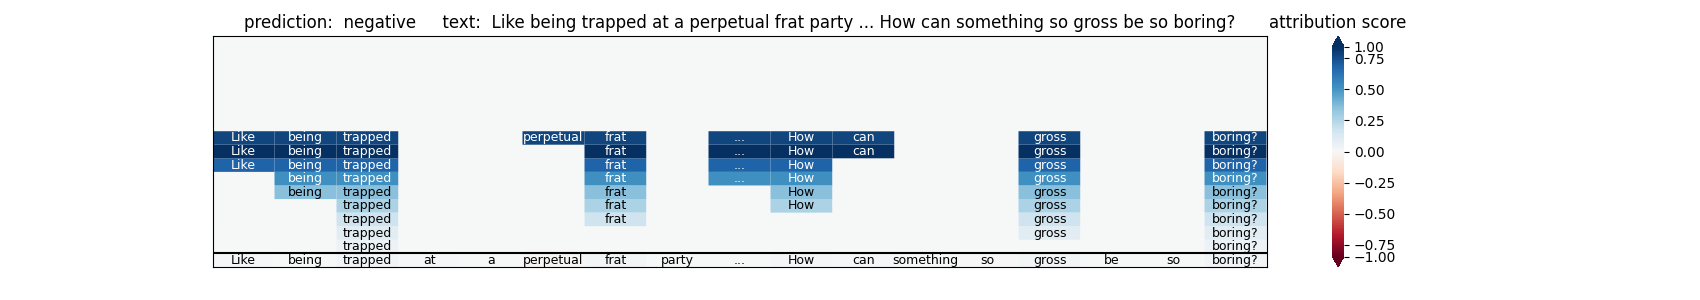 prediction:  negative     text:  Like being trapped at a perpetual frat party ... How can something so gross be so boring?     attribution score
1.00
0.75
0.50
0.25
0.00
−0.25
−0.50
−0.75
−1.00
Like being trapped perpetual frat ... How can gross boring?
Like being trapped frat ... How can gross boring?
Like being trapped frat ... How gross boring?
being trapped frat ... How gross boring?
being trapped frat How gross boring?
trapped frat How gross boring?
trapped frat gross boring?
trapped gross boring?
trapped boring?
Like being trapped at a perpetual frat party ... How can something so gross be so boring?